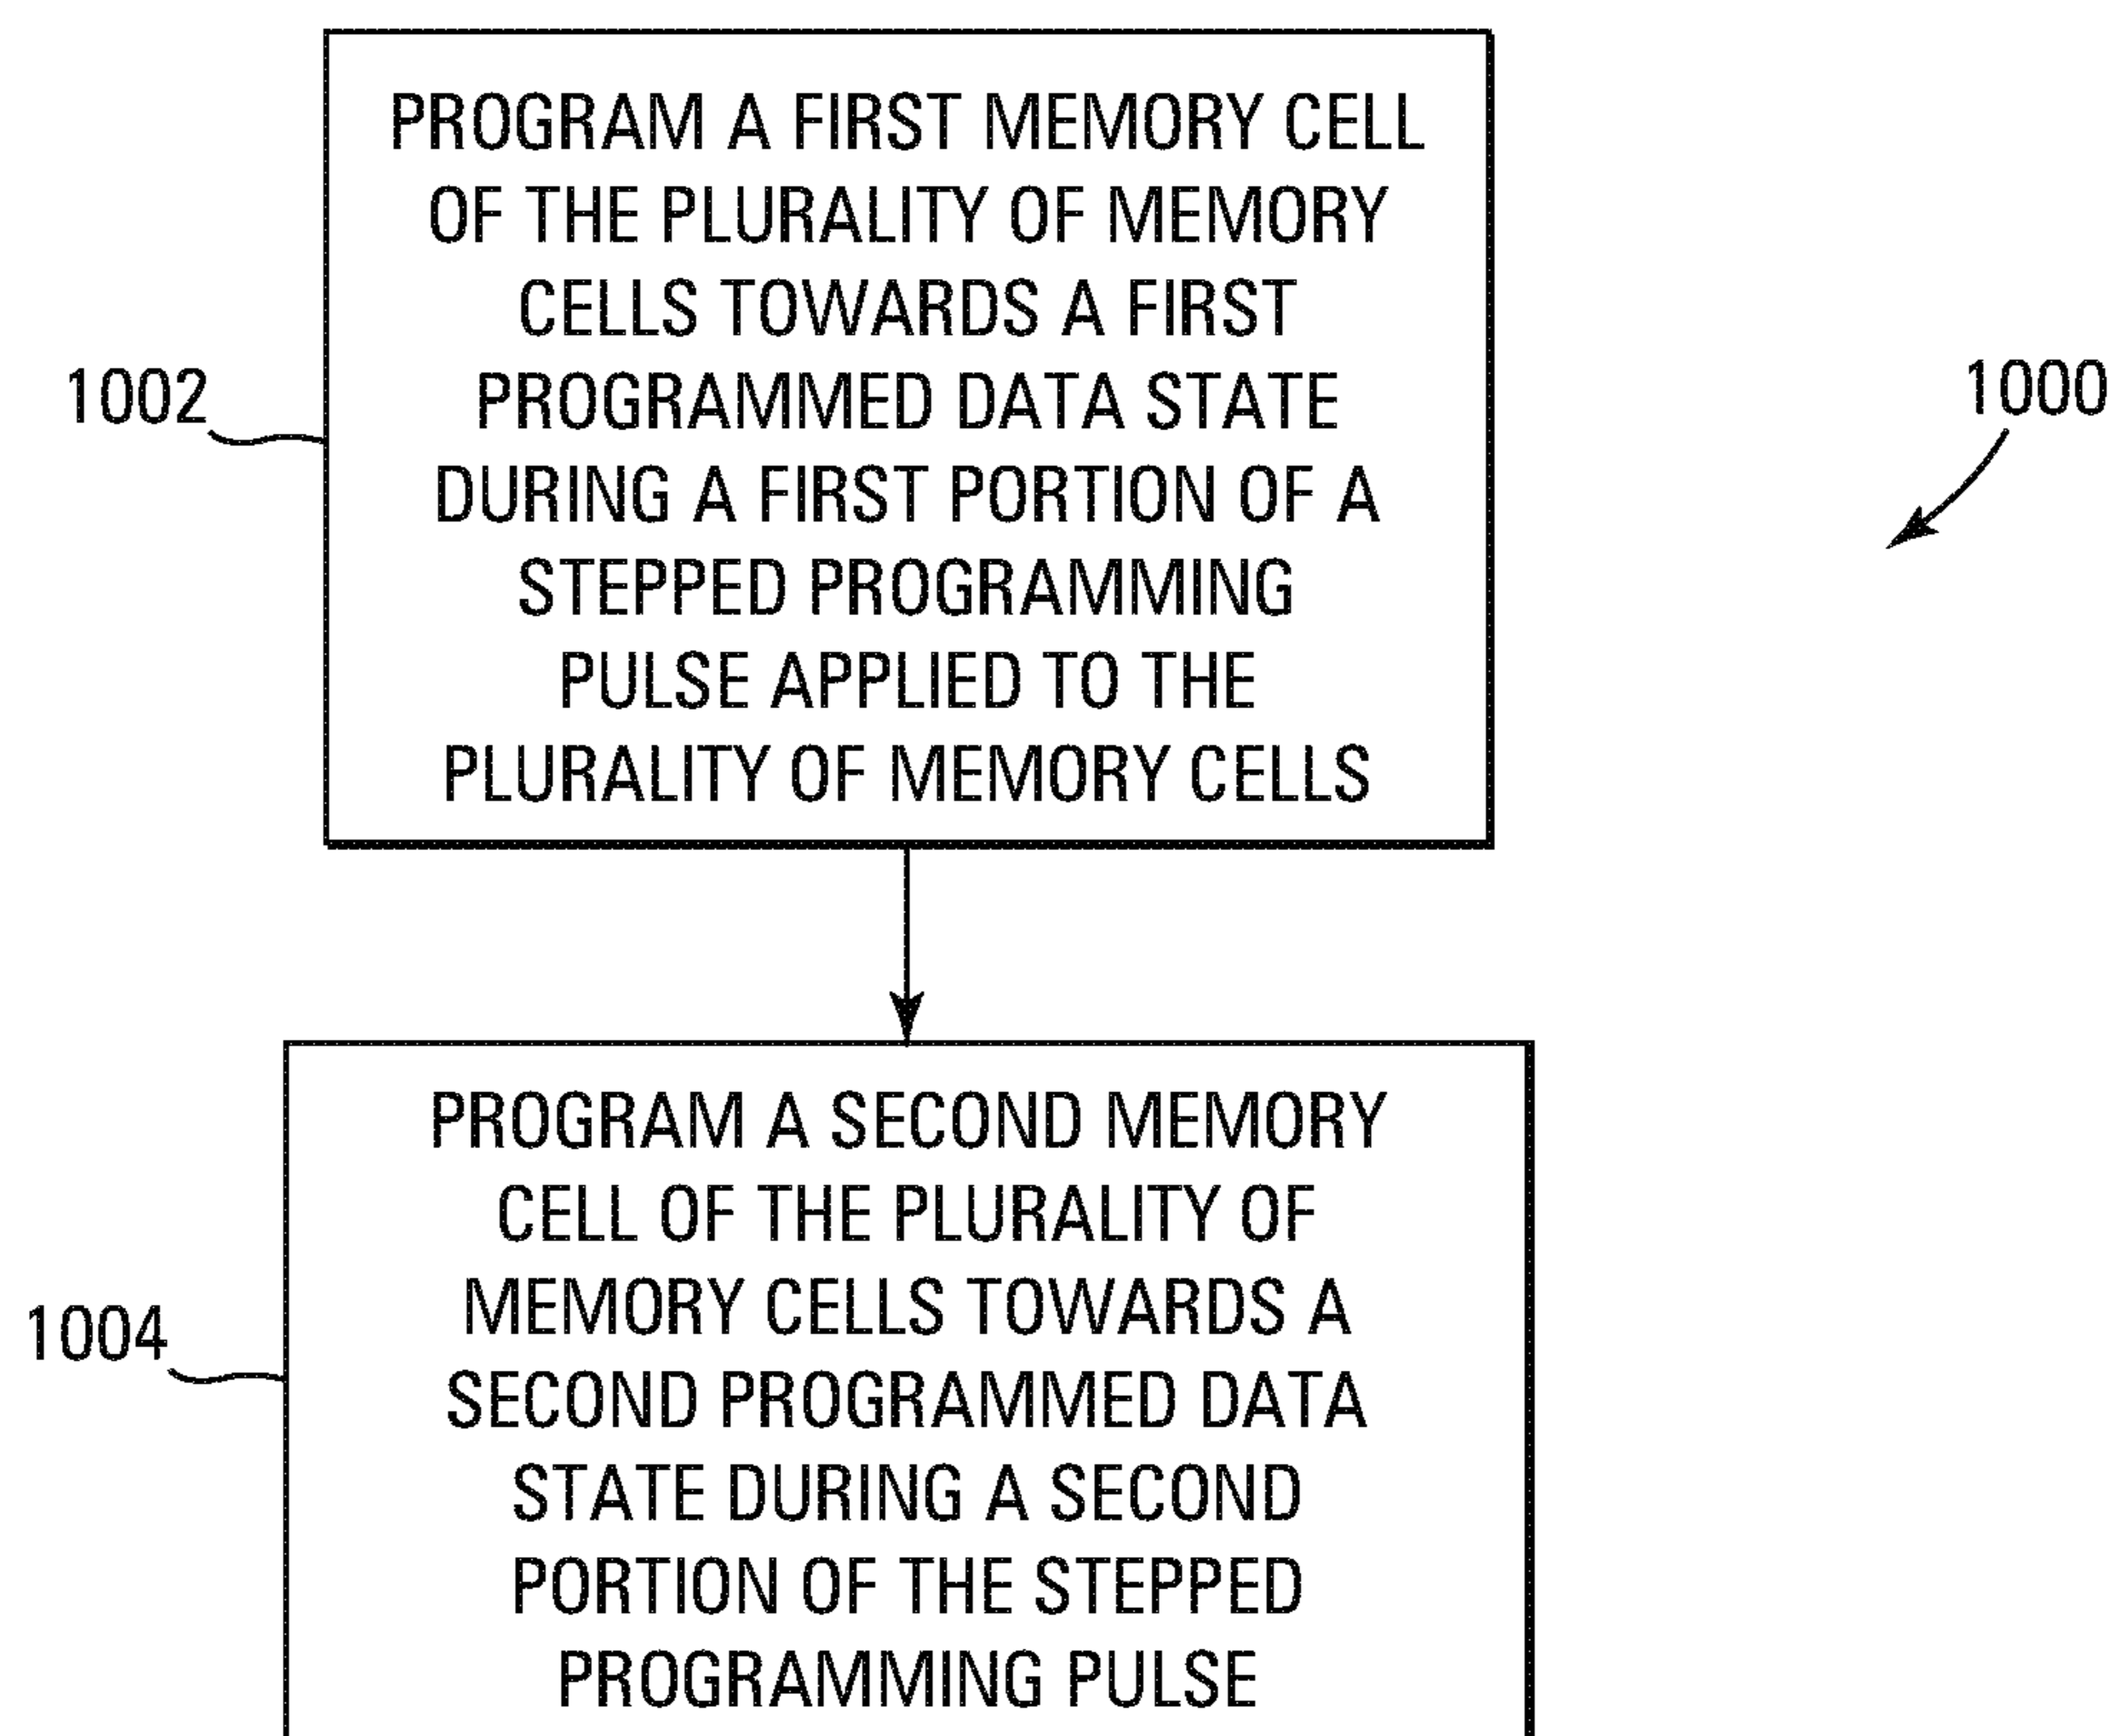 PROGRAM A FIRST MEMORY CELL
OF THE PLURALITY OF MEMORY
CELLS TOWARDS A FIRST
PROGRAMMED DATA STATE
DURING A FIRST PORTION OF A
STEPPED PROGRAMMING
PULSE APPLIED TO THE
PLURALITY OF MEMORY CELLS
1002
1000
PROGRAM A SECOND MEMORY
CELL OF THE PLURALITY OF
MEMORY CELLS TOWARDS A
SECOND PROGRAMMED DATA
STATE DURING A SECOND
PORTION OF THE STEPPED
PROGRAMMING PULSE
1004